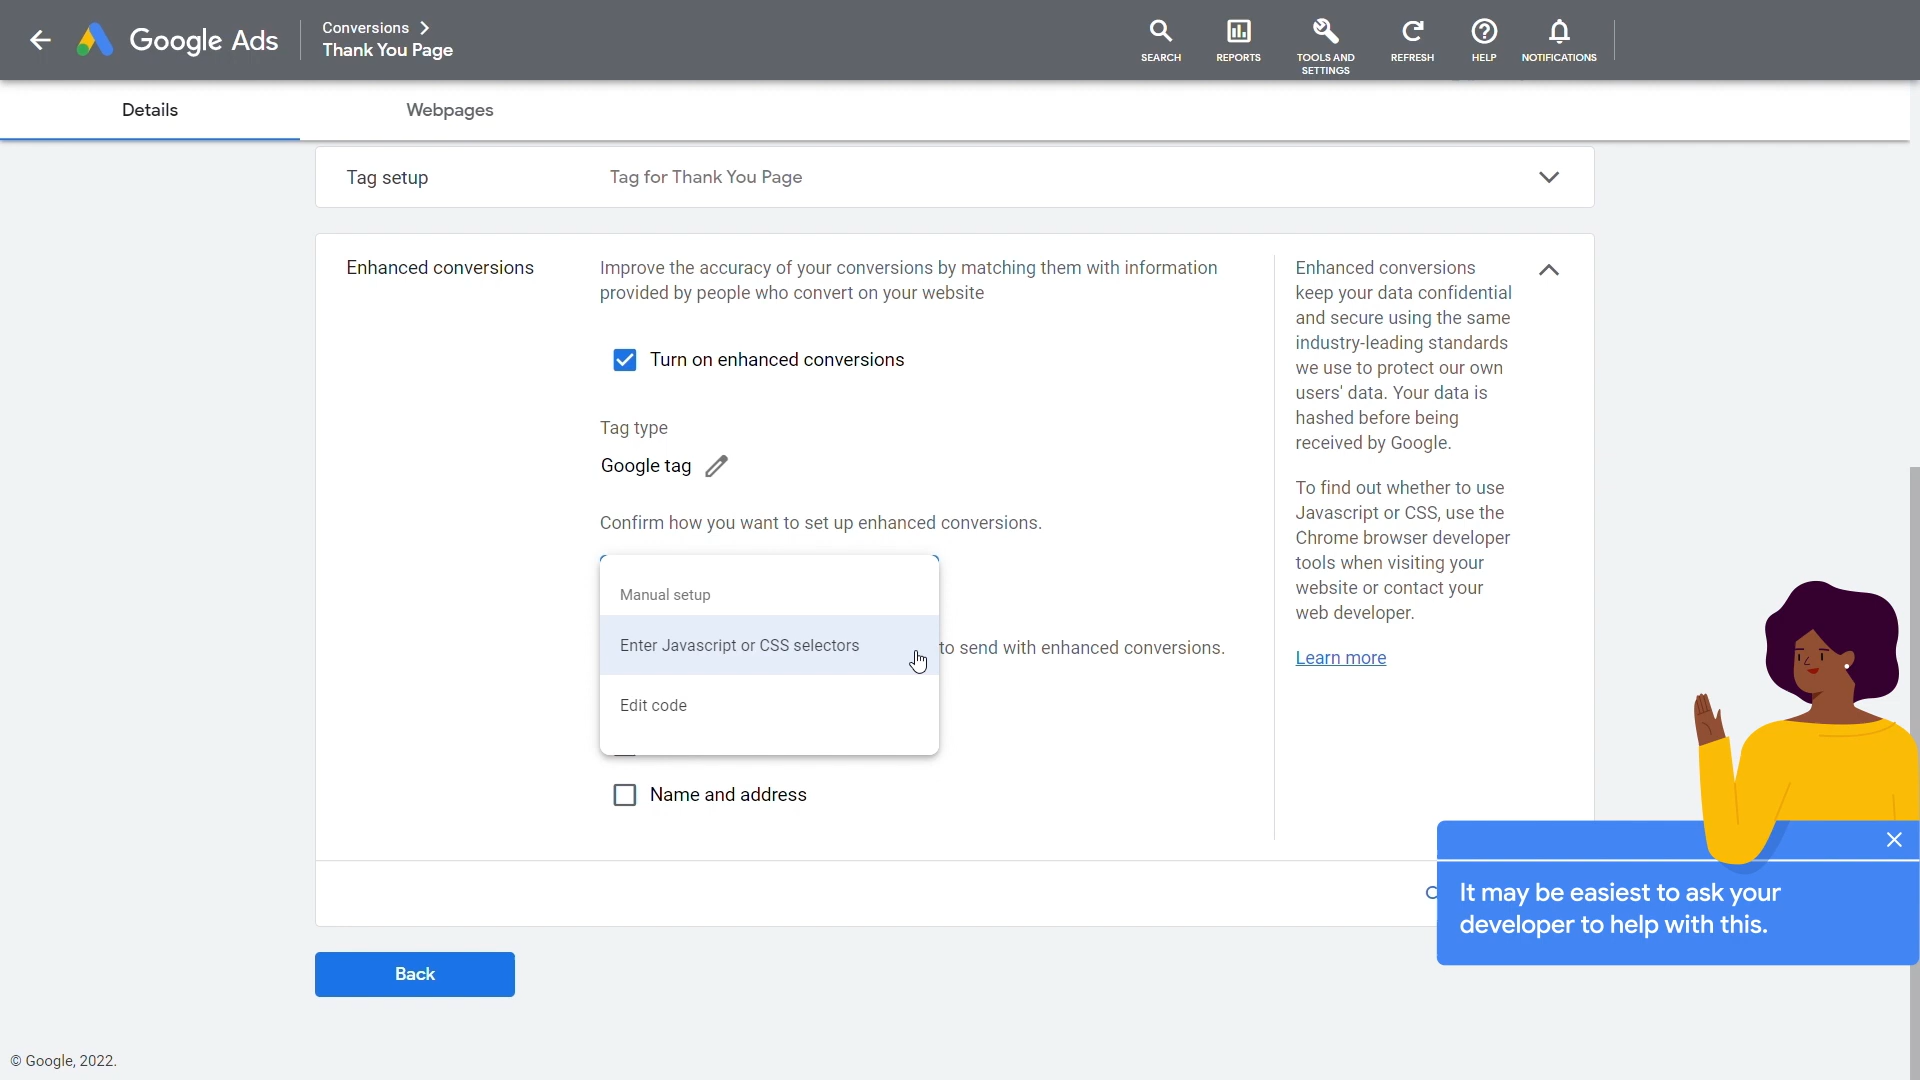 Google Ads
Conversions
Thank You Page
SEARCH
REPORTS
TOOLS AND
SETTINGS
REFRESH
HELP
NOTIFICATIONS
Details
Webpages
Tag setup
Tag for Thank You Page
Enhanced conversions
Improve the accuracy of your conversions by matching them with information
provided by people who convert on your website
Turn on enhanced conversions
Tag type
Google tag
Confirm how you want to set up enhanced conversions.
Manual setup
Enter Javascript or CSS selectors
to send with enhanced conversions.
Edit code
Name and address
Enhanced conversions
keep your data confidential
and secure using the same
industry-leading standards
we use to protect our own
users' data. Your data is
hashed before being
received by Google.
To find out whether to use
Javascript or CSS, use the
Chrome browser developer
tools when visiting your
website or contact your
web developer.
Learn more
It may be easiest to ask your
developer to help with this.
Back
© Google, 2022.